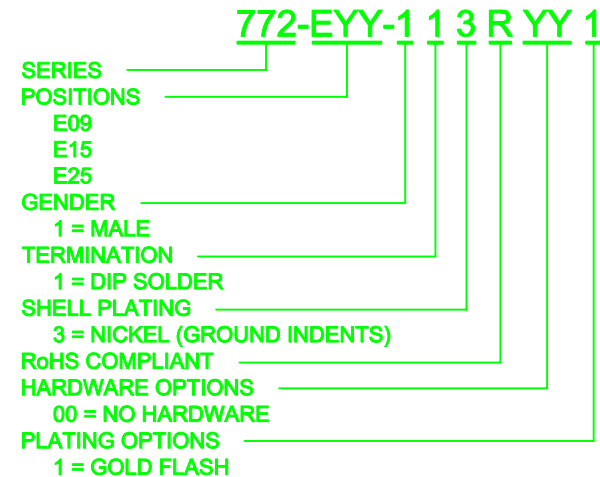 772-EYY-1 1 3 R YY 1
SERIES
POSITIONS
E09
E15
E25
GENDER
1 = MALE
TERMINATION
1 = DIP SOLDER
SHELL PLATING
3 = NICKEL (GROUND INDENTS)
RoHS COMPLIANT
HARDWARE OPTIONS
00 = NO HARDWARE
PLATING OPTIONS
1 = GOLD FLASH